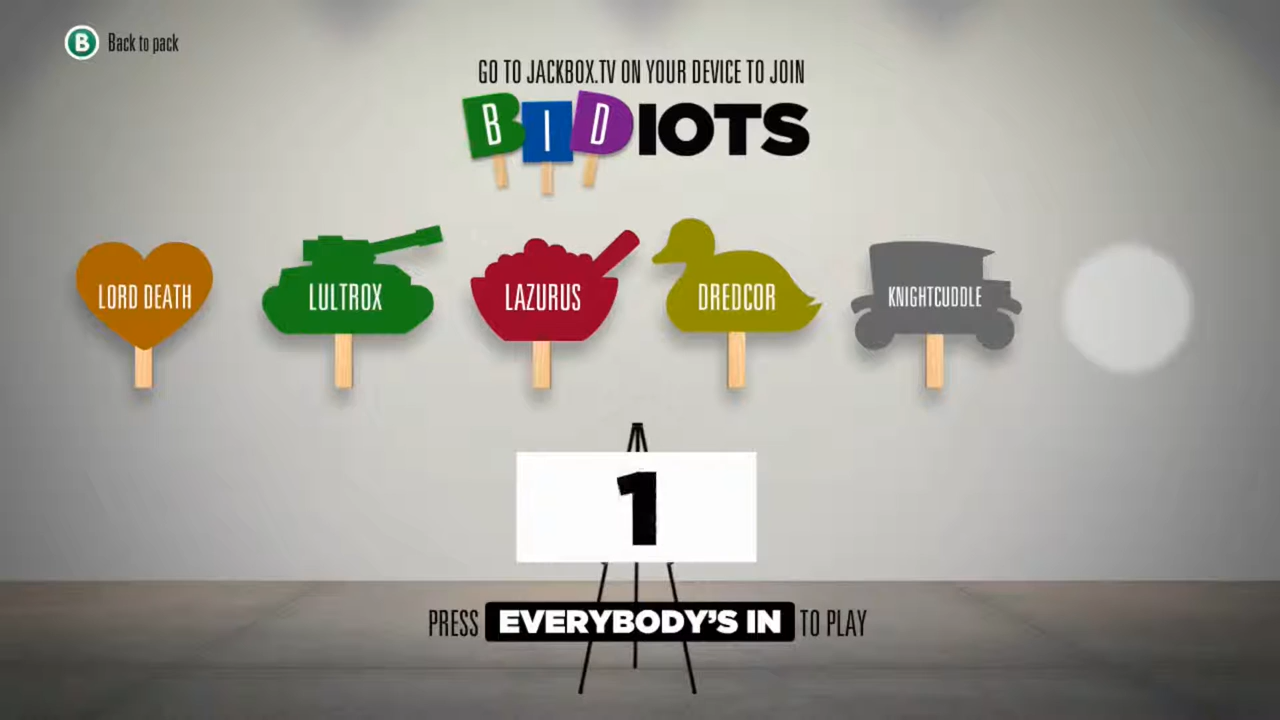 B Back to pack
GO TO JACKBOX.TV ON YOUR DEVICE TO JOIN
BIDIOTS
LORD DEATH
LULTROX
LAZURUS
DREDCOR
KNIGHTCUDDLE
1
PRESS EVERYBODY'S IN TO PLAY